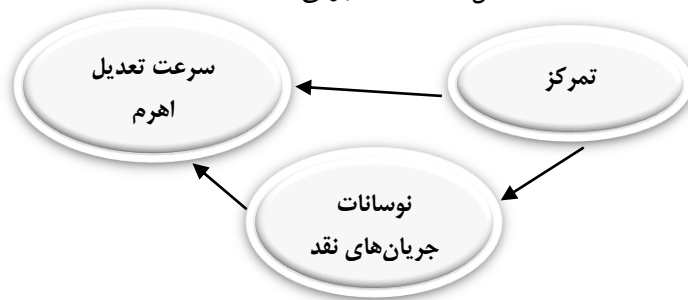 تمرکز
سرعت تعدیل
اهرم
نوسانات
جریان‌های نقد